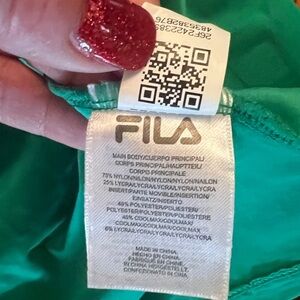 26F24223859
4835382B76
FILA
MAIN BODY/CUERPO PRINCIPAL/
CORPS PRINCIPAL/HAUPTTEIL/
CORPO PRINCIPALE
75% NYLON/NILON/NYLON/NYLON/NAILON
25% LYCRA/LYCRA/LYCRA/LYCRA/LYCRA
INSERT/PARTE MOVIBLE/INSERTION/
EINSATZ/INSERTO
49% POLYESTER/POLIESTER/
POLYESTER/POLYESTER/POLIESTERE
45% COOLMAX/COOLMAX/
COOLMAX/COOLMAX/COOLMAX
6% LYCRA/LYCRA/LYCRA/LYCRA/LYCRA
MADE IN CHINA.
HECHO EN CHINA.
FABRIQUE EN CHINE.
IN CHINA HERGESTELLT.
CONFEZIONATO IN CINA.